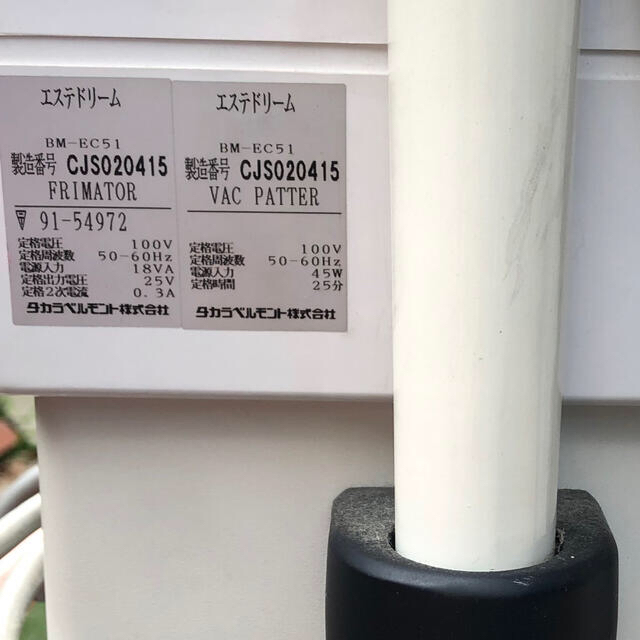 エステドリーム
BM-EC51
製造番号 CJS020415
FRIMATOR
〒 91-54972
定格電圧 100V
定格周波数 50-60Hz
電源入力 18VA
定格出力電圧 25V
定格2次電流 0.3A
タカラベルモント株式会社
エステドリーム
BM-EC51
製造番号 CJS020415
VAC PATTER
定格電圧 100V
定格周波数 50-60Hz
電源入力 45W
定格時間 25分
タカラベルモント株式会社